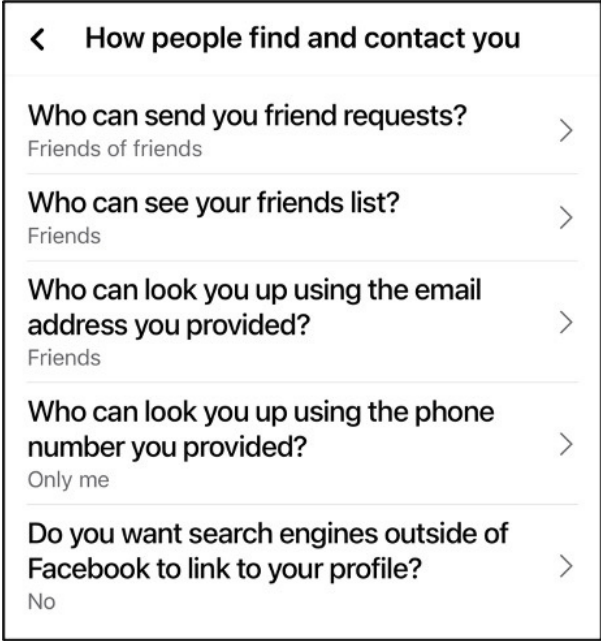 How people find and contact you
Who can send you friend requests?
Friends of friends
Who can see your friends list?
Friends
Who can look you up using the email
address you provided?
Friends
Who can look you up using the phone
number you provided?
Only me
Do you want search engines outside of
Facebook to link to your profile?
No